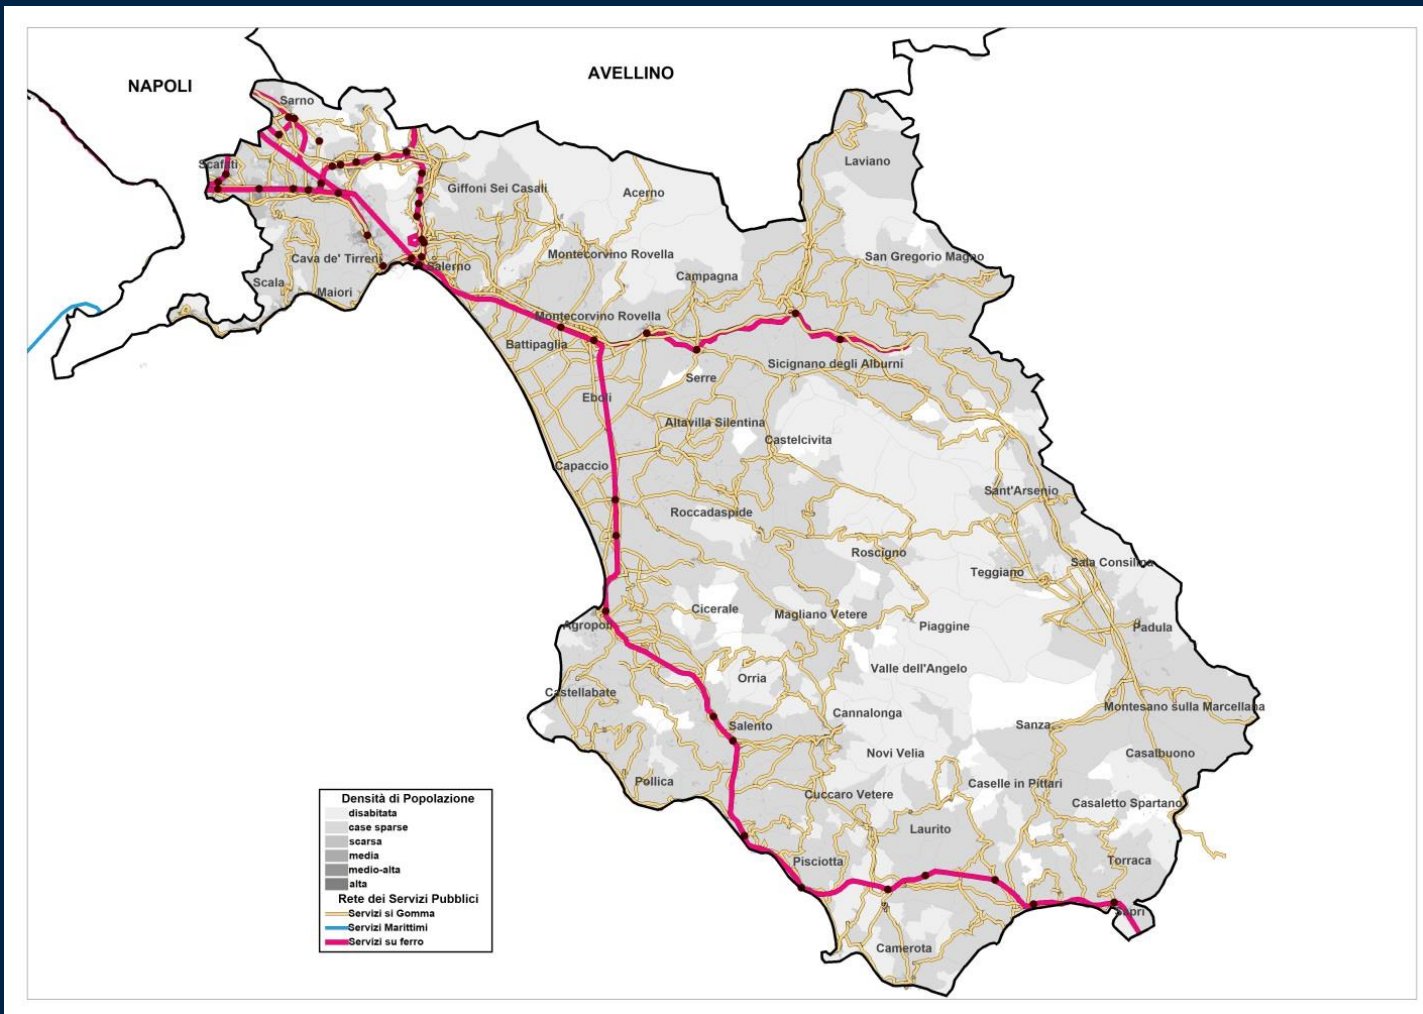 AVELLINO
NAPOLI
Sarno
Scafati
Laviano
Giffoni Sei Casali
Acerno
Cava de' Tirreni
Salerno
Montecorvino Rovella
San Gregorio Magno
Campagna
Scala
Maiori
Montecorvino Rovella
Battipaglia
Sicignano degli Alburni
Serre
Eboli
Altavilla Silentina
Castelcivita
Capaccio
Sant'Arsenio
Roccadaspide
Roscigno
Teggiano
Sala Consilina
Cicerale
Magliano Vetere
Agropoli
Piaggine
Padula
Valle dell'Angelo
Orria
Castellabate
Montesano sulla Marcellana
Cannalonga
Salento
Sanza
Novi Velia
Casalbuono
Pollica
Caselle in Pittari
Cuccaro Vetere
Casaletto Spartano
Laurito
Pisciotta
Torraca
Sapri
Camerota
Densità di Popolazione
disabitata
case sparse
scarsa
media
medio-alta
alta
Rete dei Servizi Pubblici
Servizi si Gomma
Servizi Marittimi
Servizi su ferro